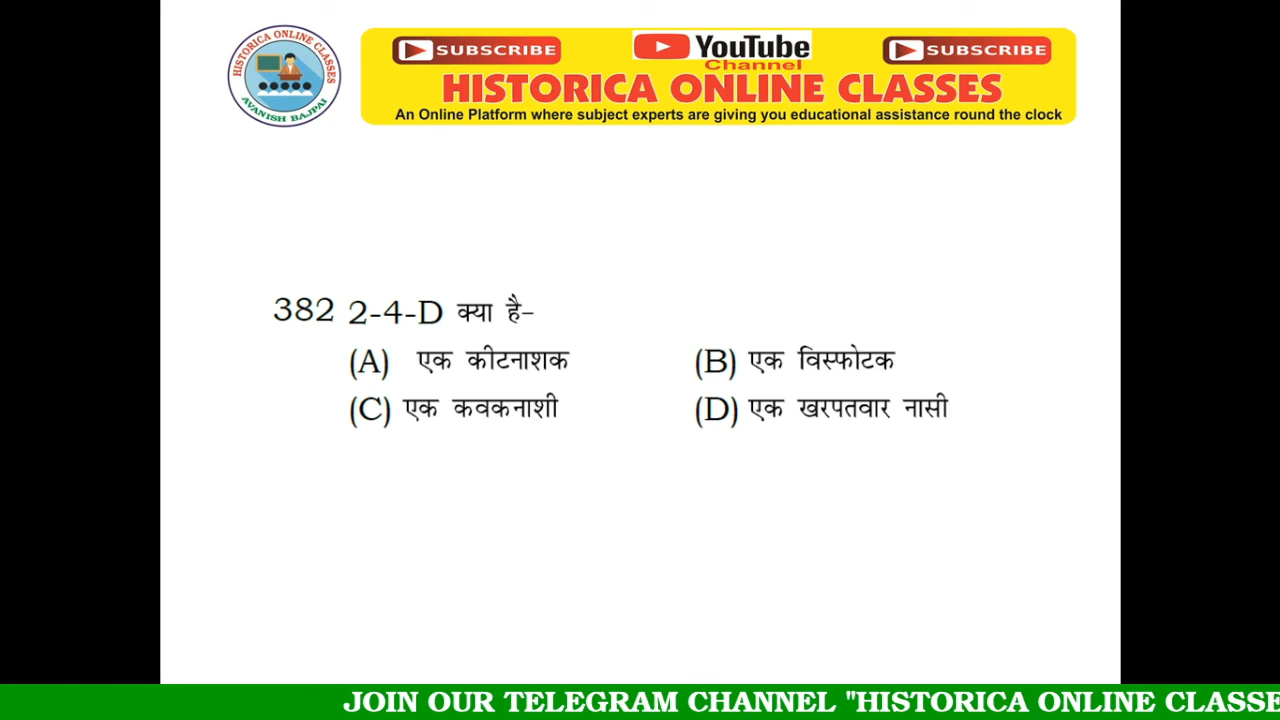 HISTORICA ONLINE CLASSES
AVANISH BAJPAI
SUBSCRIBE
YouTube
Channel
SUBSCRIBE
HISTORICA ONLINE CLASSES
An Online Platform where subject experts are giving you educational assistance round the clock
382 2-4-D क्या है-
(A) एक कीटनाशक (B) एक विस्फोटक
(C) एक कवकनाशी (D) एक खरपतवार नासी
JOIN OUR TELEGRAM CHANNEL "HISTORICA ONLINE CLASSE